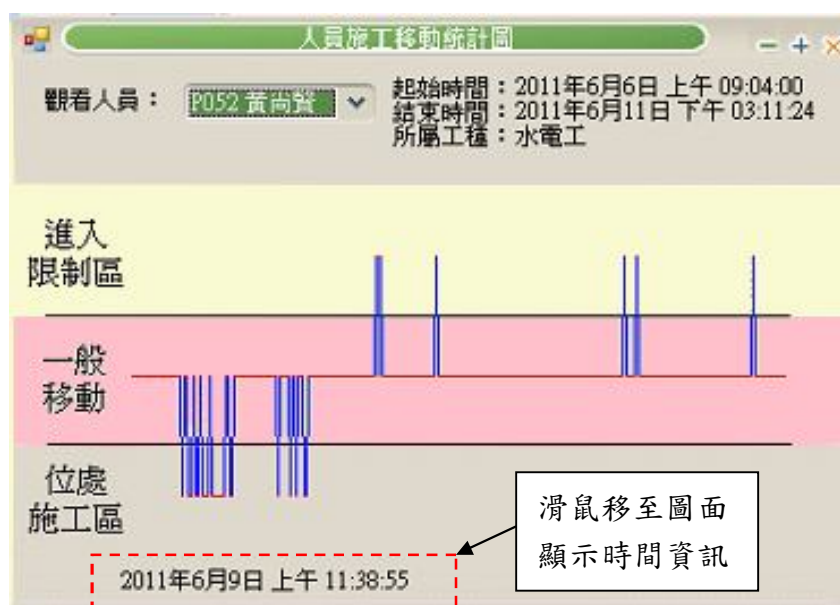 人員施工移動統計圖
觀看人員：
P052 黃尚賢
起始時間：2011年6月6日 上午 09:04:00
結束時間：2011年6月11日 下午 03:11:24
所屬工種：水電工
進入
限制區
一般
移動
位處
施工區
滑鼠移至圖面
顯示時間資訊
2011年6月9日 上午 11:38:55